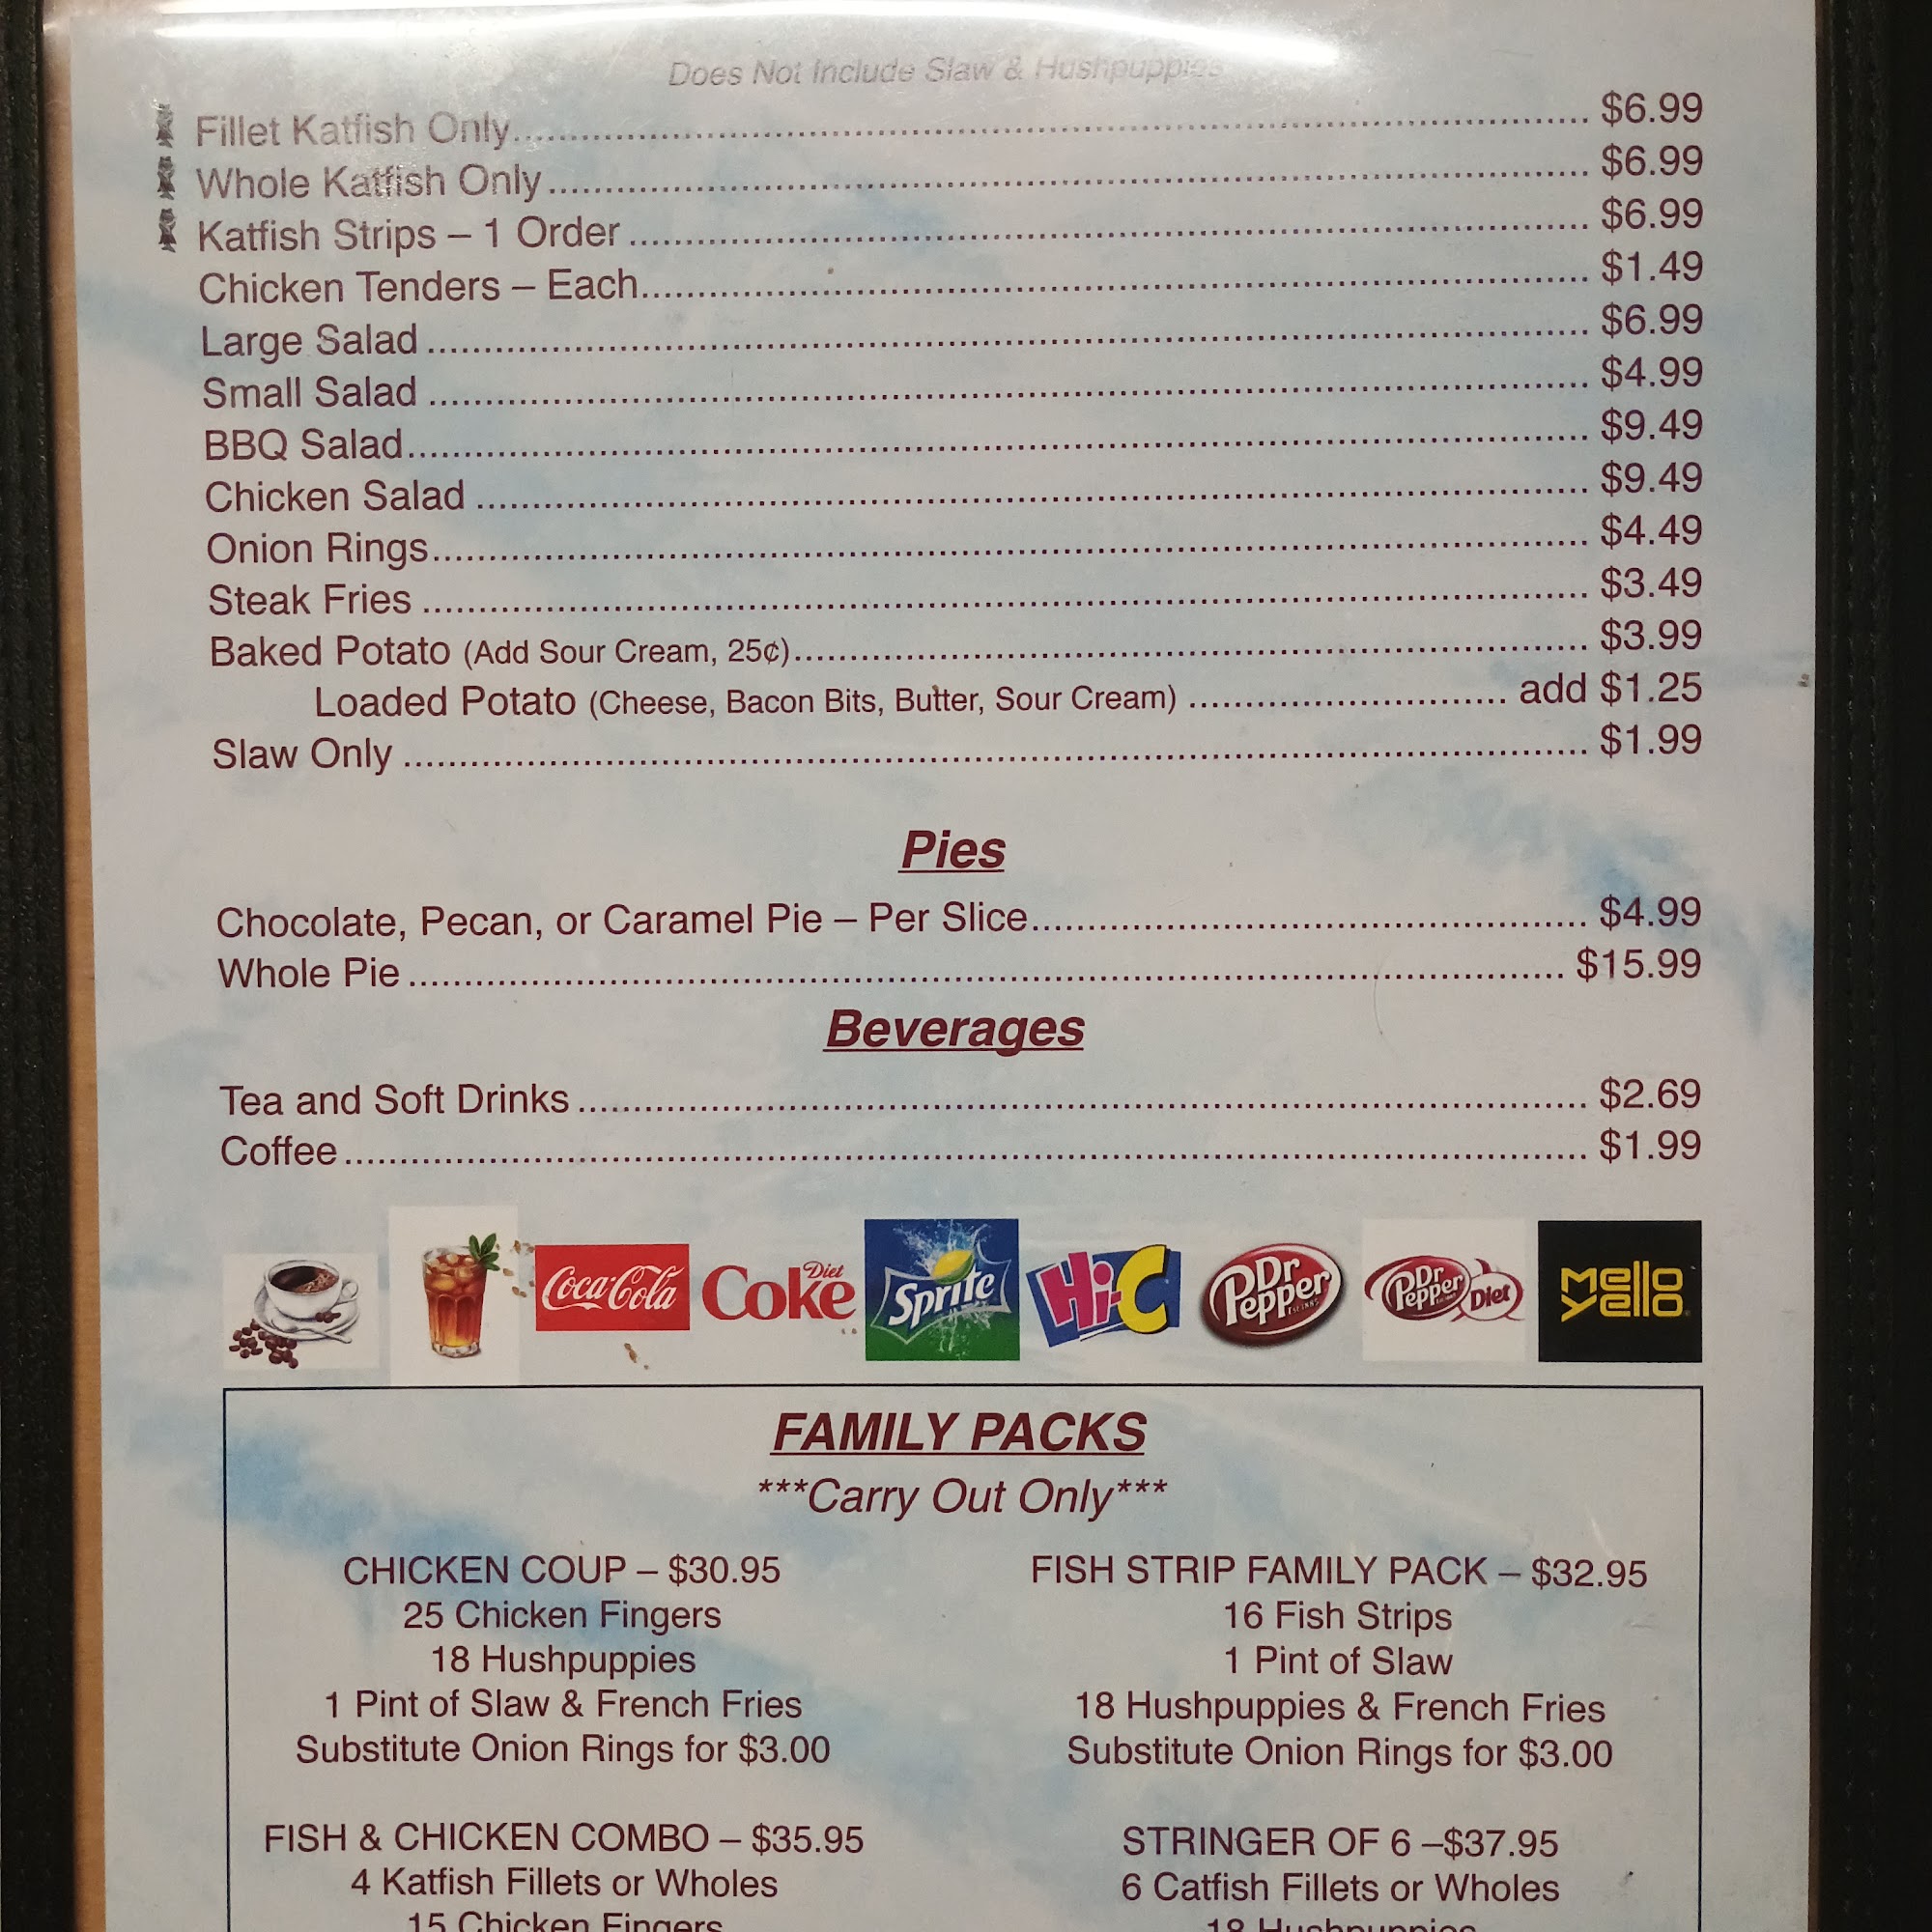 Does Not Include Slaw & Hushpuppies
Fillet Katfish Only........ $6.99
Whole Katfish Only........ $6.99
Katfish Strips – 1 Order........ $6.99
Chicken Tenders – Each........ $1.49
Large Salad........ $6.99
Small Salad........ $4.99
BBQ Salad........ $9.49
Chicken Salad........ $9.49
Onion Rings........ $4.49
Steak Fries........ $3.49
Baked Potato (Add Sour Cream, 25¢)........ $3.99
Loaded Potato (Cheese, Bacon Bits, Butter, Sour Cream)........ add $1.25
Slaw Only........ $1.99
Pies
Chocolate, Pecan, or Caramel Pie – Per Slice........ $4.99
Whole Pie........ $15.99
Beverages
Tea and Soft Drinks........ $2.69
Coffee........ $1.99
Coca-Cola Diet Coke Sprite Hi-C Dr Pepper Dr Pepper Diet Mello Yello
FAMILY PACKS
***Carry Out Only***
CHICKEN COUP – $30.95
25 Chicken Fingers
18 Hushpuppies
1 Pint of Slaw & French Fries
Substitute Onion Rings for $3.00
FISH STRIP FAMILY PACK – $32.95
16 Fish Strips
1 Pint of Slaw
18 Hushpuppies & French Fries
Substitute Onion Rings for $3.00
FISH & CHICKEN COMBO – $35.95
4 Katfish Fillets or Wholes
15 Chicken Fingers
STRINGER OF 6 –$37.95
6 Catfish Fillets or Wholes
18 Hushpuppies